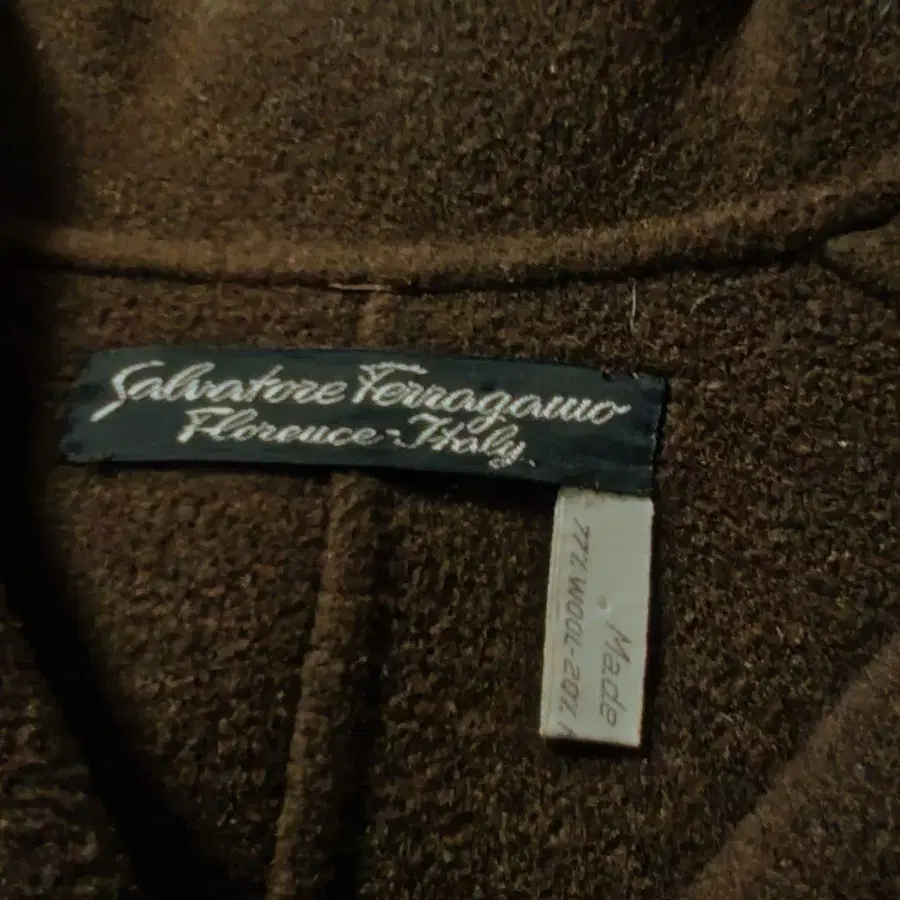 Salvatore Ferragamo
Florence-Italy.
Made
77% WOOL-20%